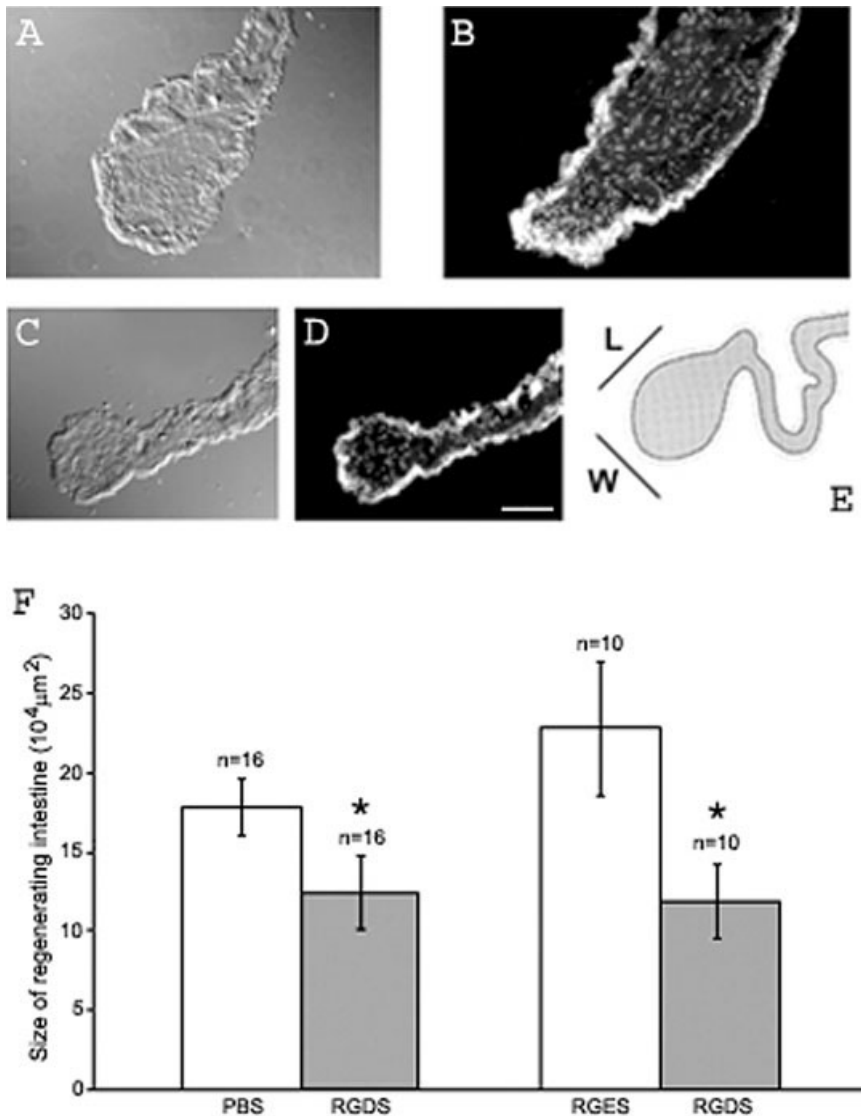 A
B
C
D
L
W
E
F
Size of regenerating intestine (10⁴µm²)
30
25
20
15
10
5
0
n=16
*
n=16
n=10
*
n=10
PBS RGDS RGES RGDS